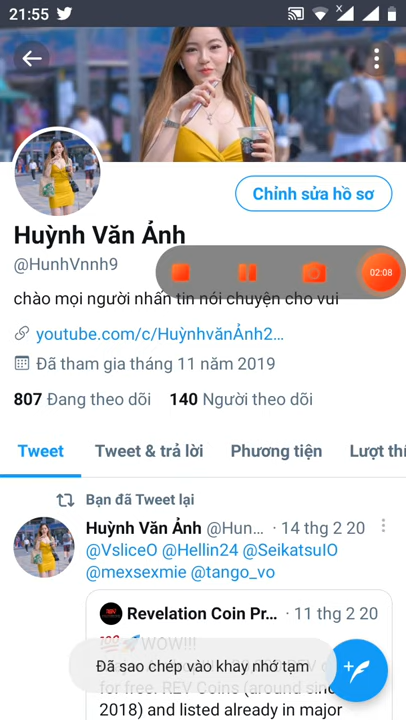 21:55
Chỉnh sửa hồ sơ
Huỳnh Văn Ảnh
@HunhVnnh9
02:08
chào mọi người nhấn tin nói chuyện cho vui
youtube.com/c/HuỳnhvănẢnh2...
Đã tham gia tháng 11 năm 2019
807 Đang theo dõi 140 Người theo dõi
Tweet Tweet & trả lời Phương tiện Lượt thí
Bạn đã Tweet lại
Huỳnh Văn Ảnh @Hun... · 14 thg 2 20
@VsliceO @Hellin24 @SeikatsuIO
@mexsexmie @tango_vo
Revelation Coin Pr... · 11 thg 2 20
💯🚀WOW!!!
Đã sao chép vào khay nhớ tạm
for free. REV Coins (around sinc
2018) and listed already in major